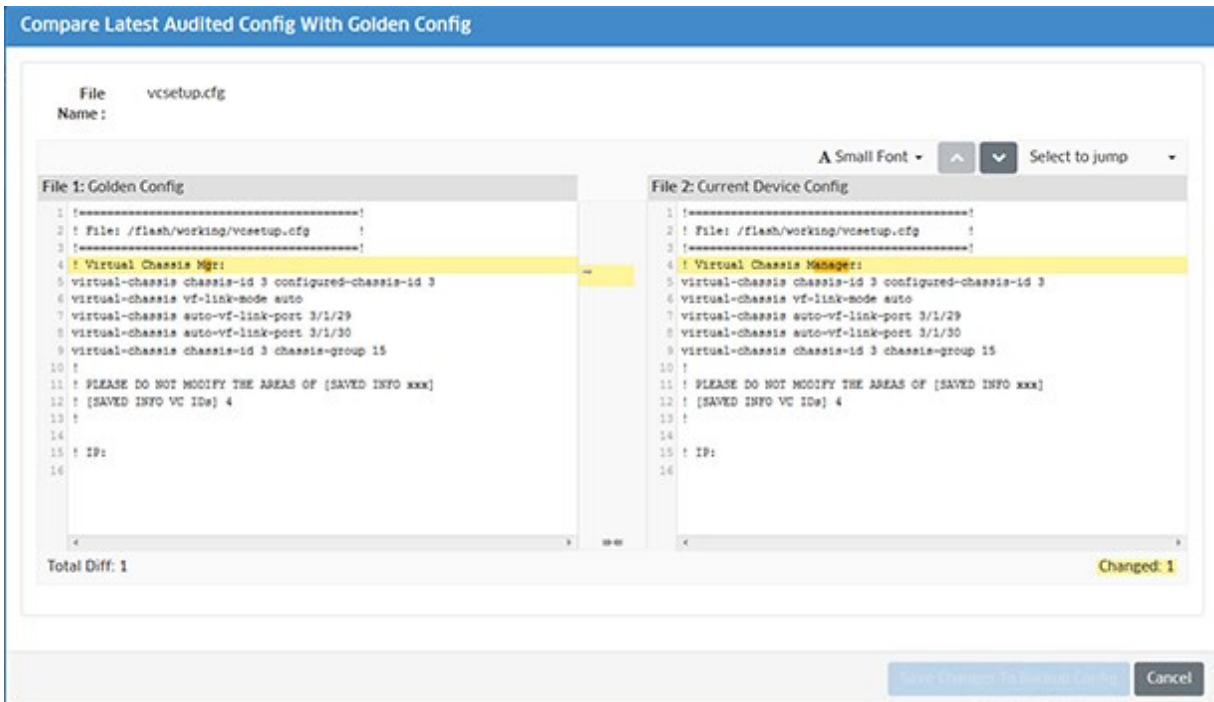 Compare Latest Audited Config With Golden Config
File Name : vcsetup.cfg
A Small Font Select to jump
File 1: Golden Config
1 !========================================!
2 ! File: /flash/working/vcsetup.cfg !
3 !========================================!
4 ! Virtual Chassis Mgr:
5 virtual-chassis chassis-id 3 configured-chassis-id 3
6 virtual-chassis vf-link-mode auto
7 virtual-chassis auto-vf-link-port 3/1/29
8 virtual-chassis auto-vf-link-port 3/1/30
9 virtual-chassis chassis-id 3 chassis-group 15
10 !
11 ! PLEASE DO NOT MODIFY THE AREAS OF [SAVED INFO xxx]
12 ! [SAVED INFO VC IDs] 4
13 !
14
15 ! IP:
16
File 2: Current Device Config
1 !========================================!
2 ! File: /flash/working/vcsetup.cfg !
3 !========================================!
4 ! Virtual Chassis Manager:
5 virtual-chassis chassis-id 3 configured-chassis-id 3
6 virtual-chassis vf-link-mode auto
7 virtual-chassis auto-vf-link-port 3/1/29
8 virtual-chassis auto-vf-link-port 3/1/30
9 virtual-chassis chassis-id 3 chassis-group 15
10 !
11 ! PLEASE DO NOT MODIFY THE AREAS OF [SAVED INFO xxx]
12 ! [SAVED INFO VC IDs] 4
13 !
14
15 ! IP:
16
Total Diff: 1
Changed: 1
Save Changes To Backup Config
Cancel